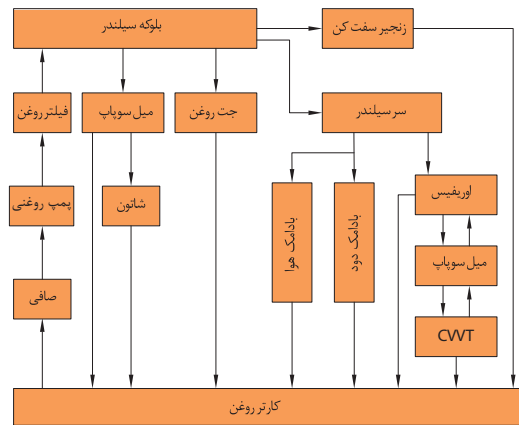 بلوکه سیلندر
زنجیر سفت کن
فیلتر روغن
میل سوپاپ
جت روغن
سر سیلندر
پمپ روغنی
شاتون
بادامک هوا
بادامک دود
اوریفیس
میل سوپاپ
صافی
CVVT
کارتر روغن